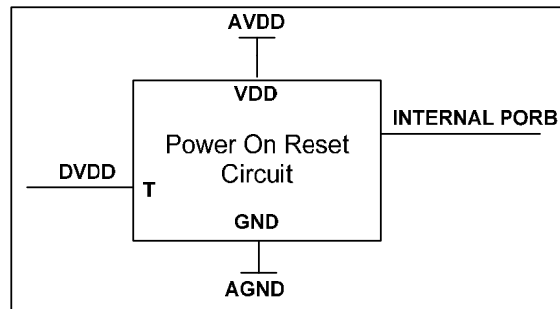 AVDD
VDD
INTERNAL PORB
Power On Reset
Circuit
DVDD
T
GND
AGND